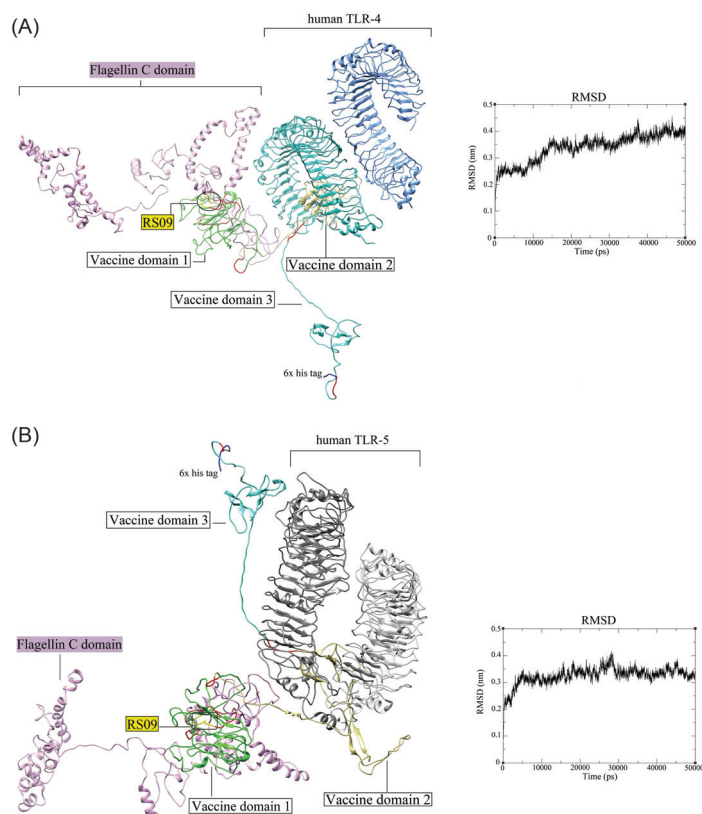 (A)
human TLR-4
Flagellin C domain
RS09
Vaccine domain 1
Vaccine domain 2
Vaccine domain 3
6x his tag
RMSD
0.5
0.4
0.3
0.2
0.1
0
RMSD (nm)
0 10000 20000 30000 40000 50000
Time (ps)
(B)
human TLR-5
6x his tag
Vaccine domain 3
Flagellin C domain
RS09
Vaccine domain 1
Vaccine domain 2
RMSD
0.5
0.4
0.3
0.2
0.1
0
RMSD (nm)
0 10000 20000 30000 40000 50000
Time (ps)